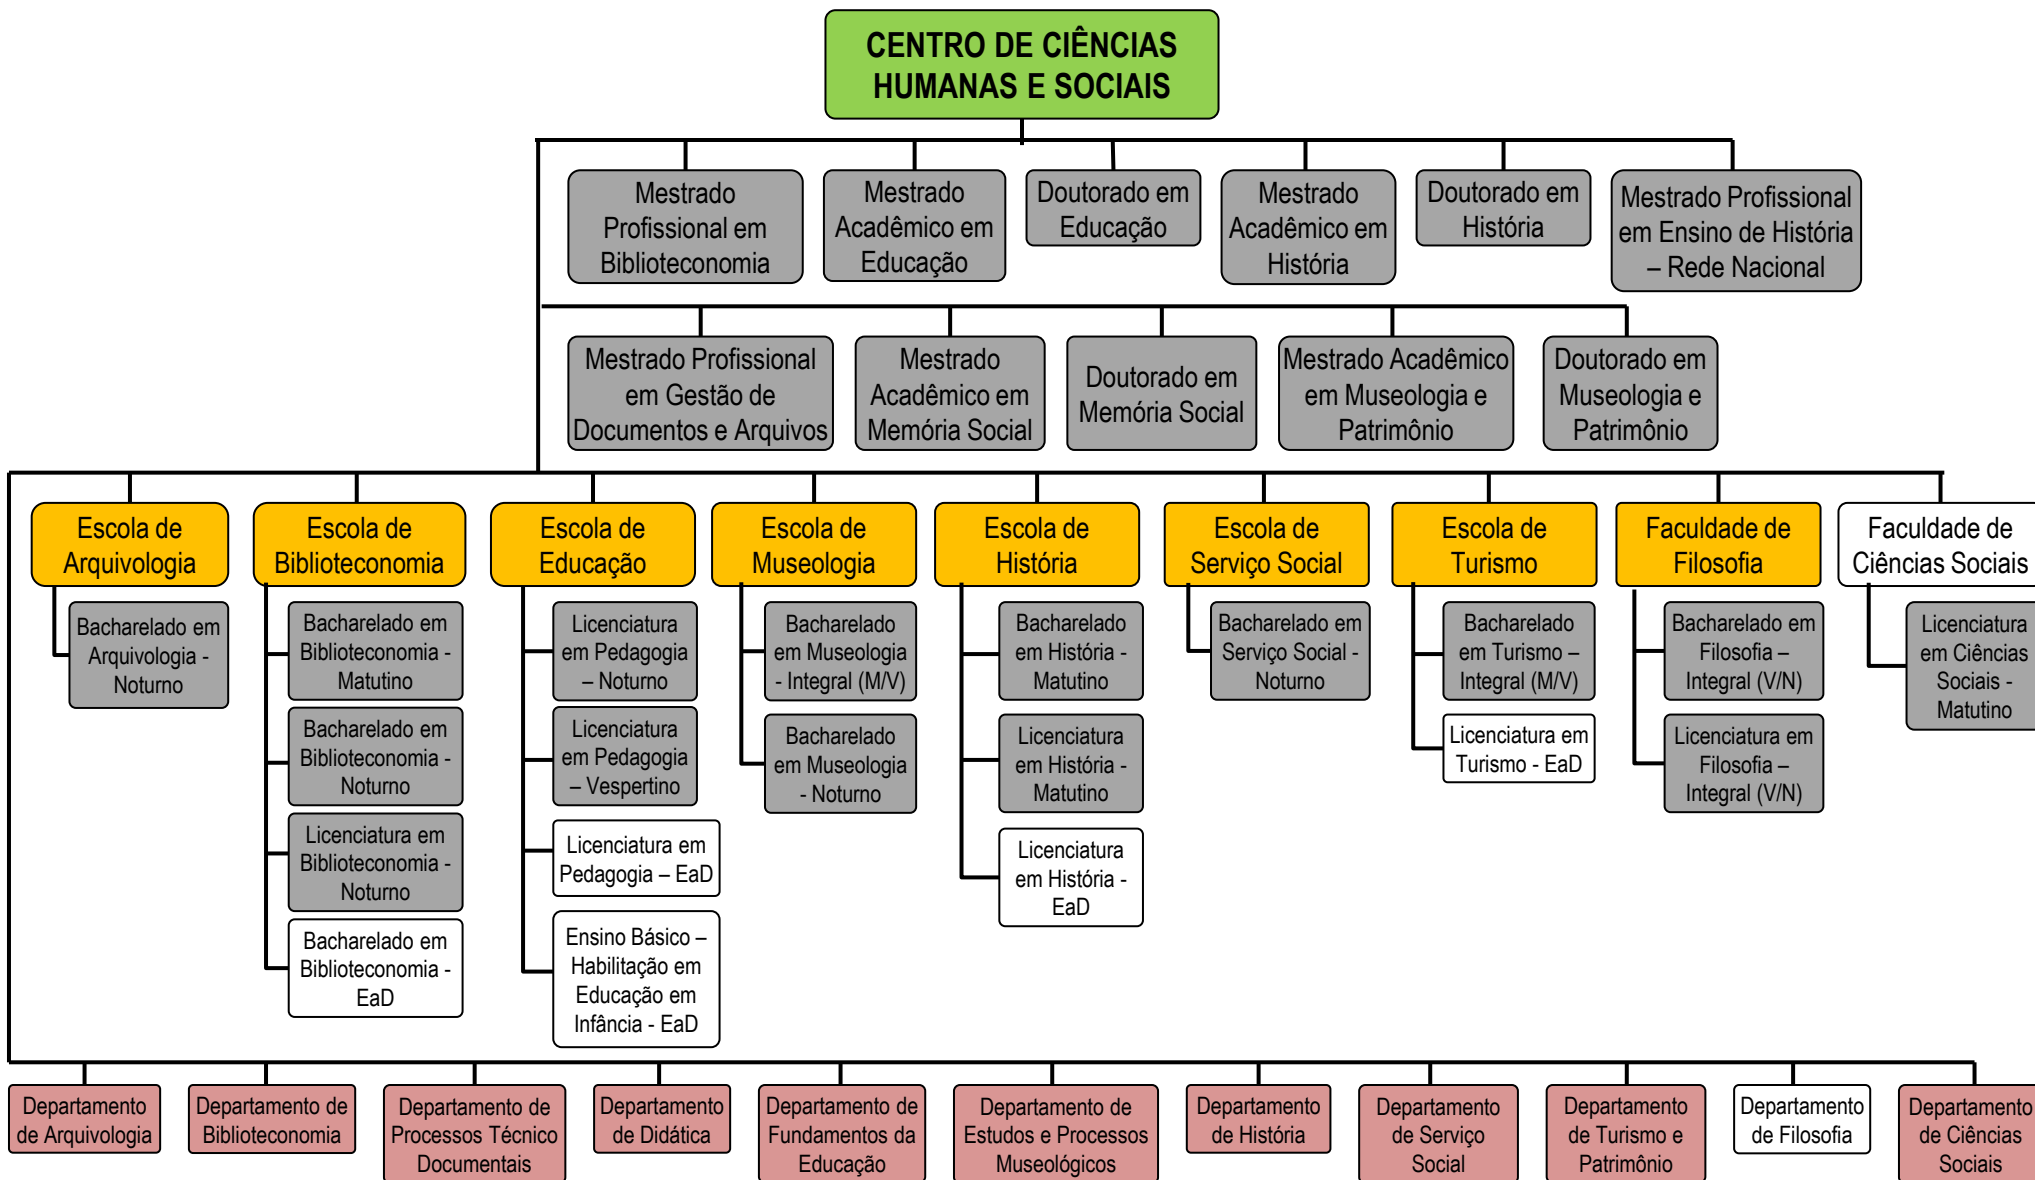 CENTRO DE CIÊNCIAS
HUMANAS E SOCIAIS
Mestrado
Profissional em
Biblioteconomia
Mestrado
Acadêmico em
Educação
Doutorado em
Educação
Mestrado
Acadêmico em
História
Doutorado em
História
Mestrado Profissional
em Ensino de História
– Rede Nacional
Mestrado Profissional
em Gestão de
Documentos e Arquivos
Mestrado
Acadêmico em
Memória Social
Doutorado em
Memória Social
Mestrado Acadêmico
em Museologia e
Patrimônio
Doutorado em
Museologia e
Patrimônio
Escola de
Arquivologia
Escola de
Biblioteconomia
Escola de
Educação
Escola de
Museologia
Escola de
História
Escola de
Serviço Social
Escola de
Turismo
Faculdade de
Filosofia
Faculdade de
Ciências Sociais
Bacharelado em
Arquivologia -
Noturno
Bacharelado em
Biblioteconomia -
Matutino
Bacharelado em
Biblioteconomia -
Noturno
Licenciatura em
Biblioteconomia -
Noturno
Bacharelado em
Biblioteconomia -
EaD
Licenciatura
em Pedagogia
– Noturno
Licenciatura
em Pedagogia
– Vespertino
Licenciatura em
Pedagogia – EaD
Ensino Básico –
Habilitação em
Educação em
Infância - EaD
Bacharelado
em Museologia
- Integral (M/V)
Bacharelado
em Museologia
- Noturno
Bacharelado
em História -
Matutino
Licenciatura
em História -
Matutino
Licenciatura
em História -
EaD
Bacharelado em
Serviço Social -
Noturno
Bacharelado
em Turismo –
Integral (M/V)
Licenciatura em
Turismo - EaD
Bacharelado em
Filosofia –
Integral (V/N)
Licenciatura em
Filosofia –
Integral (V/N)
Licenciatura
em Ciências
Sociais -
Matutino
Departamento
de Arquivologia
Departamento de
Biblioteconomia
Departamento de
Processos Técnico
Documentais
Departamento
de Didática
Departamento de
Fundamentos da
Educação
Departamento de
Estudos e Processos
Museológicos
Departamento
de História
Departamento
de Serviço
Social
Departamento
de Turismo e
Patrimônio
Departamento
de Filosofia
Departamento
de Ciências
Sociais